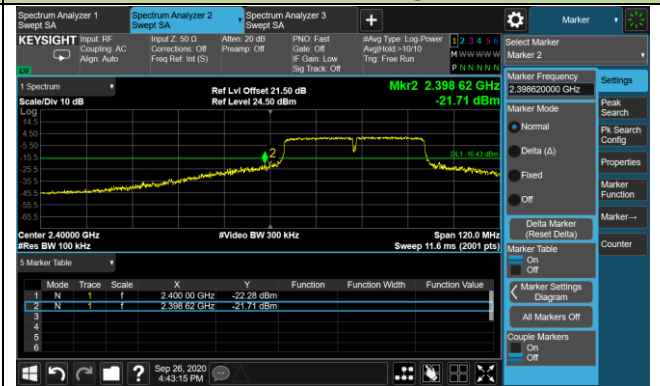 Spectrum Analyzer 1
Swept SA
Spectrum Analyzer 2
Swept SA
Spectrum Analyzer 3
Swept SA
Marker
KEYSIGHT
Input: RF
Coupling: AC
Align: Auto
Input Z: 50 Ω
Corrections: Off
Freq Ref: Int (S)
Atten: 20 dB
Preamp: Off
PNO: Fast
Gate: Off
IF Gain: Low
Sig Track: Off
#Avg Type: Log-Power
Avg|Hold:>10/10
Trig: Free Run
1 2 3 4 5 6
M W W W W W
P N N N N N
Select Marker
Marker 2
1 Spectrum
Scale/Div 10 dB
Ref Lvl Offset 21.50 dB
Ref Level 24.50 dBm
Mkr2 2.398 62 GHz
-21.71 dBm
Log
14.5
4.50
-5.50
-15.5
-25.5
-35.5
-45.5
-55.5
-65.5
2
DL1 -16.43 dBm
Center 2.40000 GHz
#Res BW 100 kHz
#Video BW 300 kHz
Span 120.0 MHz
Sweep 11.6 ms (2001 pts)
5 Marker Table
Mode Trace Scale X Y Function Function Width Function Value
1 N 1 f 2.400 00 GHz -22.28 dBm
2 N 1 f 2.398 62 GHz -21.71 dBm
3
4
5
6
Marker Frequency
2.398620000 GHz
Marker Mode
Normal
Delta (Δ)
Fixed
Off
Delta Marker
(Reset Delta)
Marker Table
On
Off
Marker Settings
Diagram
All Markers Off
Couple Markers
On
Off
Settings
Peak
Search
Pk Search
Config
Properties
Marker
Function
Marker→
Counter
?
Sep 26, 2020
4:43:15 PM